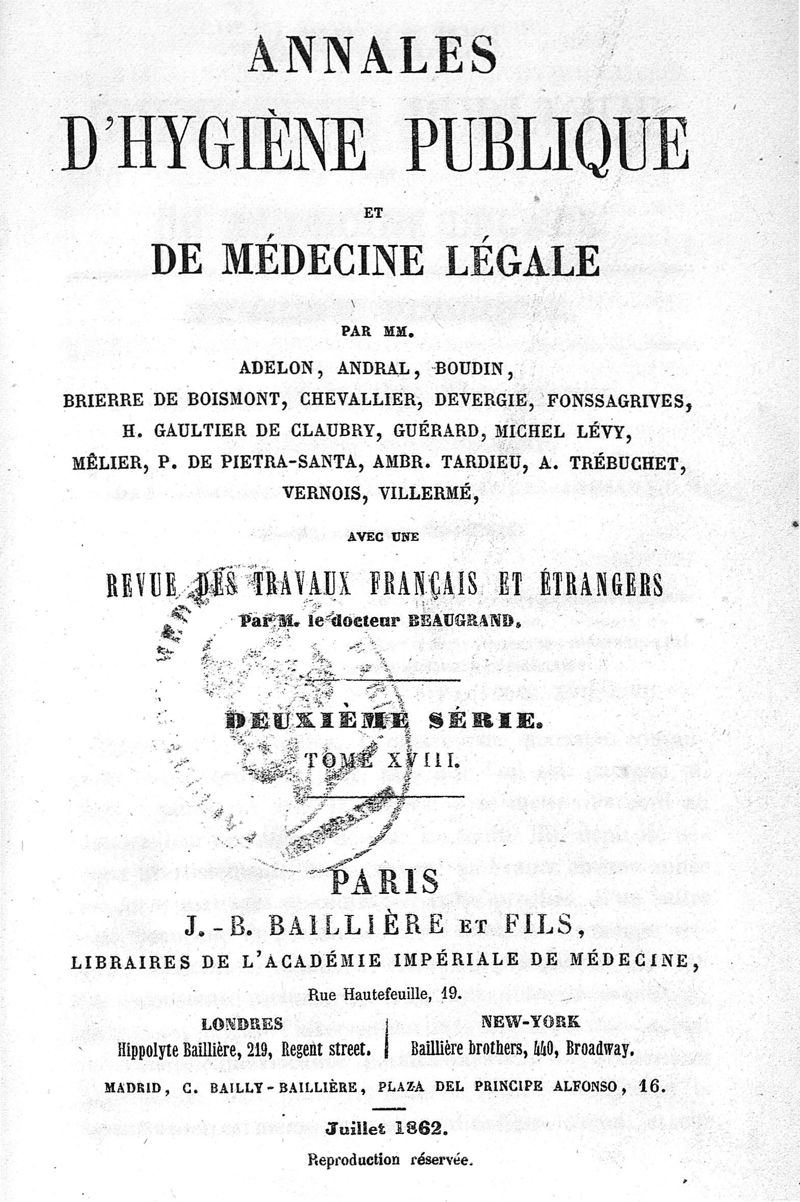 ANNALES
D'HYGIÈNE PUBLIQUE
ET
DE MÉDECINE LÉGALE
PAR MM.
ADELON, ANDRAL, BOUDIN,
BRIERRE DE BOISMONT, CHEVALLIER, DEVERGIE, FONSSAGRIVES,
H. GAULTIER DE CLAUBRY, GUÉRARD, MICHEL LÉVY,
MÊLIER, P. DE PIETRA-SANTA, AMBR. TARDIEU, A. TRÉBUCHET,
VERNOIS, VILLERMÉ,
AVEC UNE
REVUE DES TRAVAUX FRANÇAIS ET ÉTRANGERS
Par M. le docteur BEAUGRAND.
DEUXIÈME SÉRIE.
TOME XVIII.
PARIS
J.-B. BAILLIÈRE ET FILS,
LIBRAIRES DE L'ACADÉMIE IMPÉRIALE DE MÉDECINE,
Rue Hautefeuille, 19.
LONDRES
Hippolyte Baillière, 219, Regent street.
NEW-YORK
Baillière brothers, 440, Broadway.
MADRID, C. BAILLY-BAILLIÈRE, PLAZA DEL PRINCIPE ALFONSO, 16.
Juillet 1862.
Reproduction réservée.